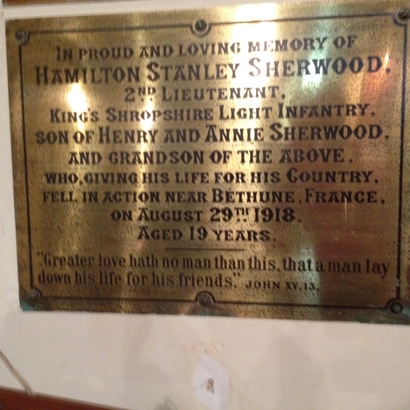 In proud and loving memory of
Hamilton Stanley Sherwood,
2nd Lieutenant,
King's Shropshire Light Infantry,
son of Henry and Annie Sherwood,
and grandson of the above,
who, giving his life for his Country,
fell in action near Béthune, France,
on August 29th 1918.
Aged 19 years.
"Greater love hath no man than this, that a man lay
down his life for his friends." John XV.13.